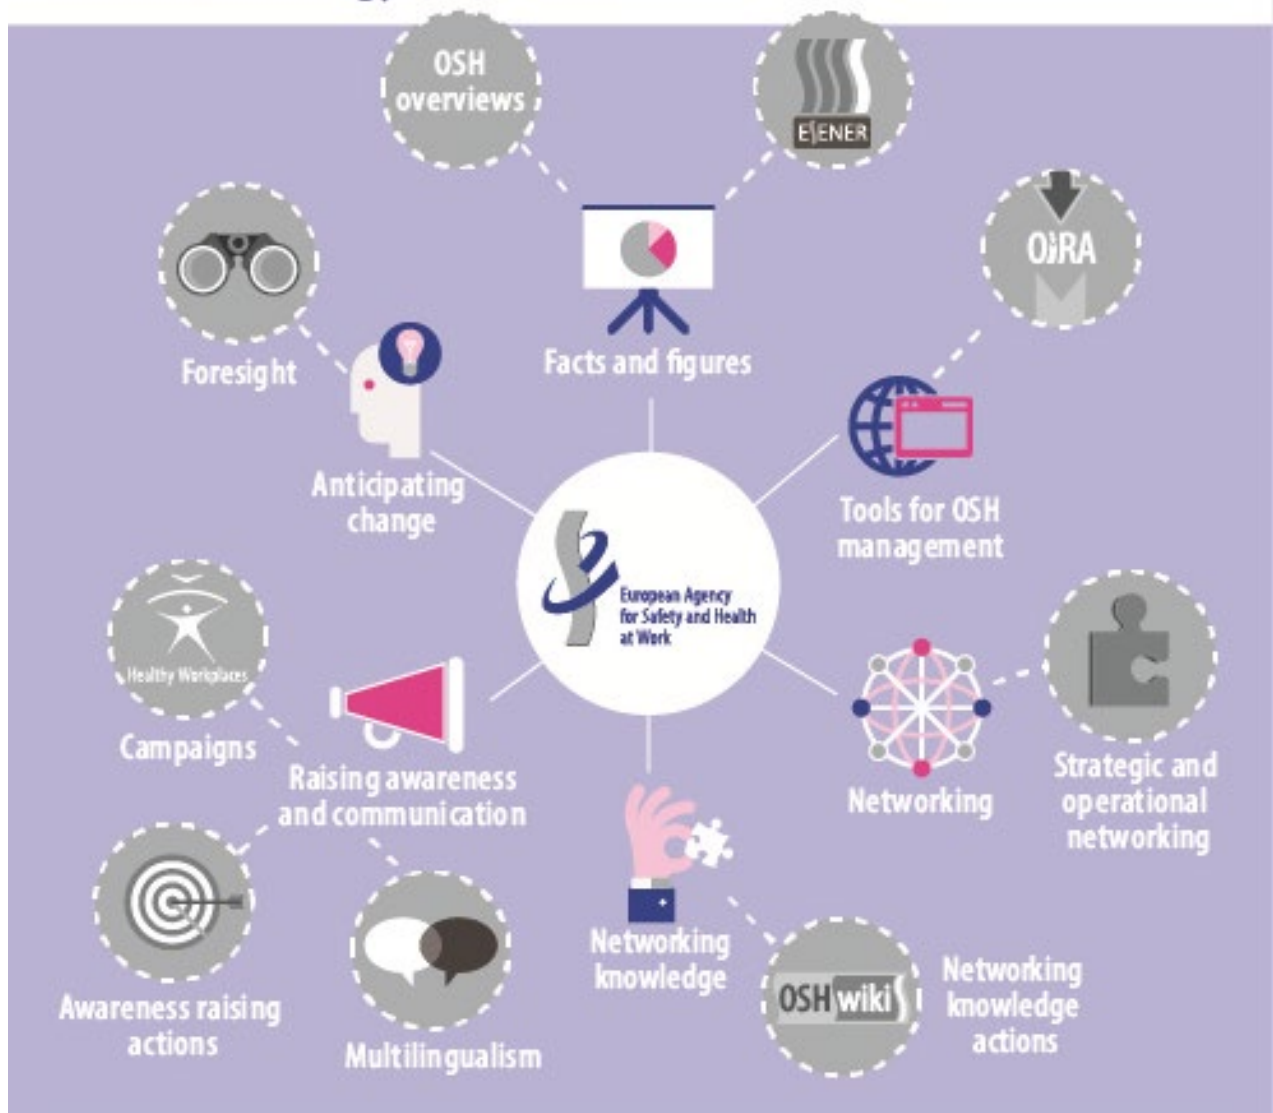 OSH
overviews
ESENER
OiRA
Foresight
Facts and figures
Anticipating
change
Tools for OSH
management
European Agency
for Safety and Health
at Work
Healthy Workplaces
Campaigns
Raising awareness
and communication
Networking
Strategic and
operational
networking
Awareness raising
actions
Multilingualism
Networking
knowledge
OSH wiki
Networking
knowledge
actions